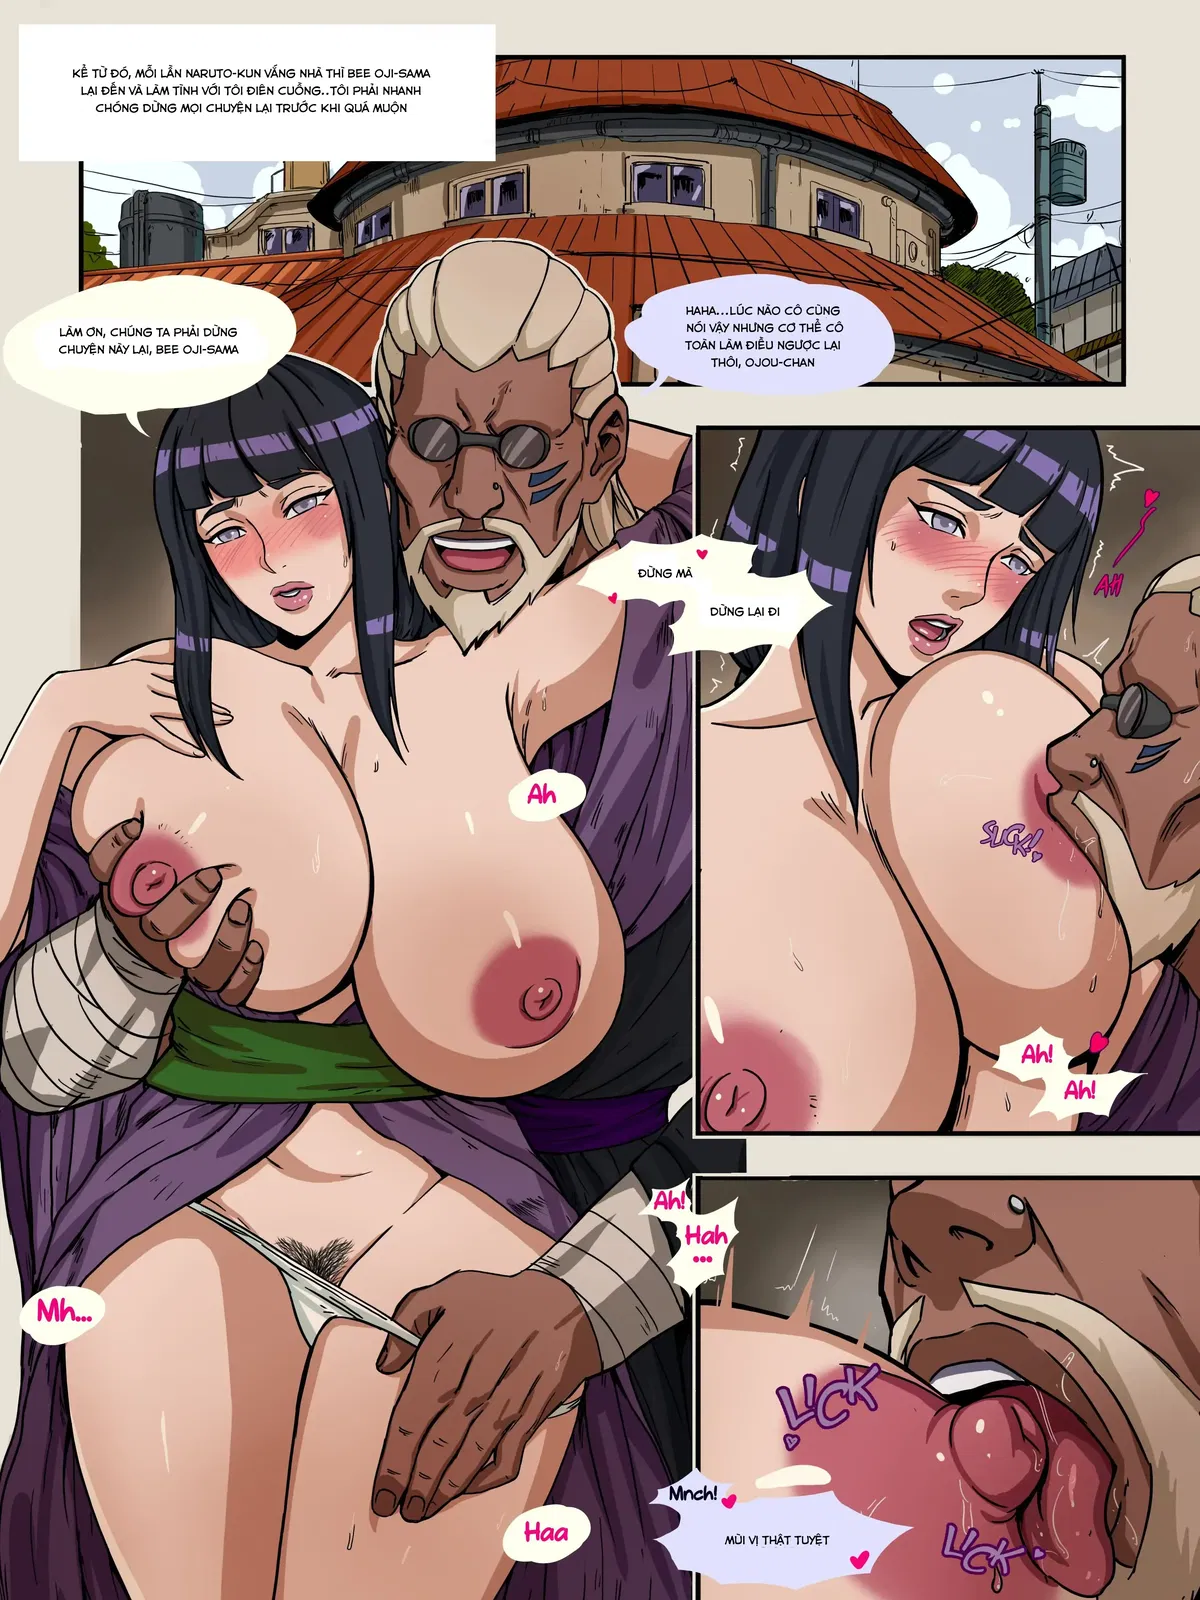 KỂ TỪ ĐÓ, MỖI LẦN NARUTO-KUN VẮNG NHÀ THÌ BEE OJI-SAMA
LẠI ĐẾN VÀ LÀM TÌNH VỚI TÔI ĐIÊN CUỒNG..TÔI PHẢI NHANH
CHÓNG DỪNG MỌI CHUYỆN LẠI TRƯỚC KHI QUÁ MUỘN
LÀM ƠN, CHÚNG TA PHẢI DỪNG
CHUYỆN NÀY LẠI, BEE OJI-SAMA
HAHA...LÚC NÀO CÔ CŨNG
NÓI VẬY NHƯNG CƠ THỂ CÔ
TOÀN LÀM ĐIỀU NGƯỢC LẠI
THÔI, OJOU-CHAN
ĐỪNG MÀ
DỪNG LẠI ĐI
AH
Ah
SUCK!
Ah!
Ah!
Ah!
Hah
...
Mh...
Haa
LICK
Mnch!
MÙI VỊ THẬT TUYỆT
LICK